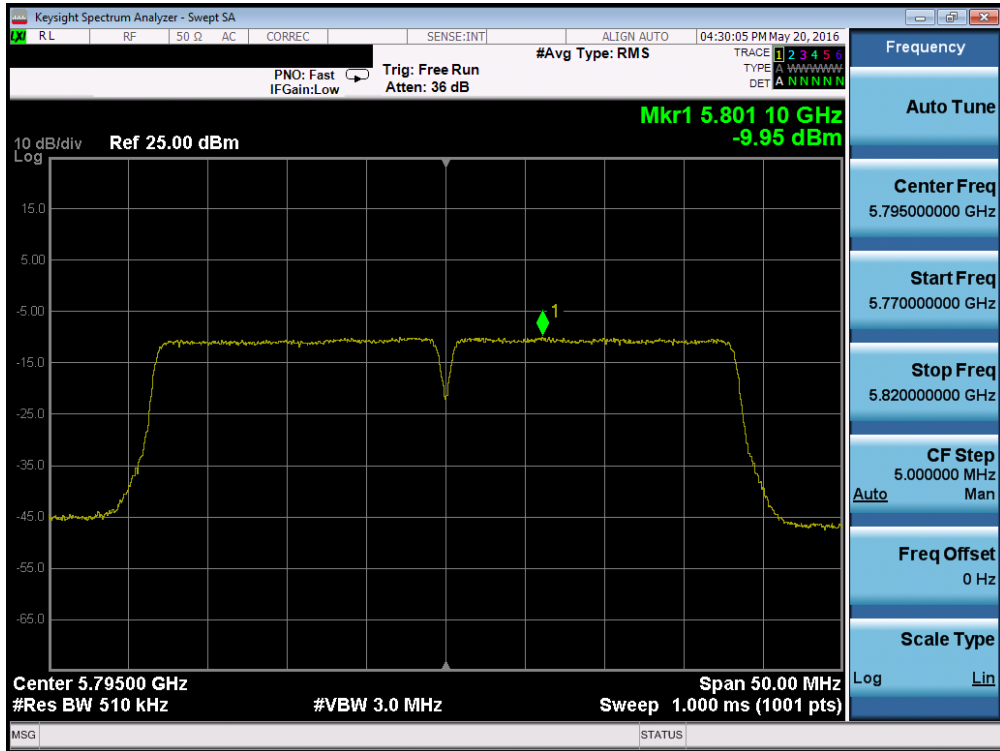 Keysight Spectrum Analyzer - Swept SA
LXI RL RF 50 Ω AC CORREC SENSE:INT ALIGN AUTO 04:30:05 PM May 20, 2016
Frequency
#Avg Type: RMS
TRACE 1 2 3 4 5 6
PNO: Fast Trig: Free Run
TYPE A WWWWW
IFGain:Low Atten: 36 dB
DET A N N N N N
Auto Tune
Mkr1 5.801 10 GHz
-9.95 dBm
10 dB/div Ref 25.00 dBm
Log
Center Freq
5.795000000 GHz
15.0
5.00
Start Freq
5.770000000 GHz
-5.00
1
-15.0
Stop Freq
5.820000000 GHz
-25.0
CF Step
5.000000 MHz
Auto Man
-35.0
-45.0
Freq Offset
0 Hz
-55.0
-65.0
Scale Type
Log Lin
Center 5.79500 GHz Span 50.00 MHz
#Res BW 510 kHz #VBW 3.0 MHz Sweep 1.000 ms (1001 pts)
MSG STATUS